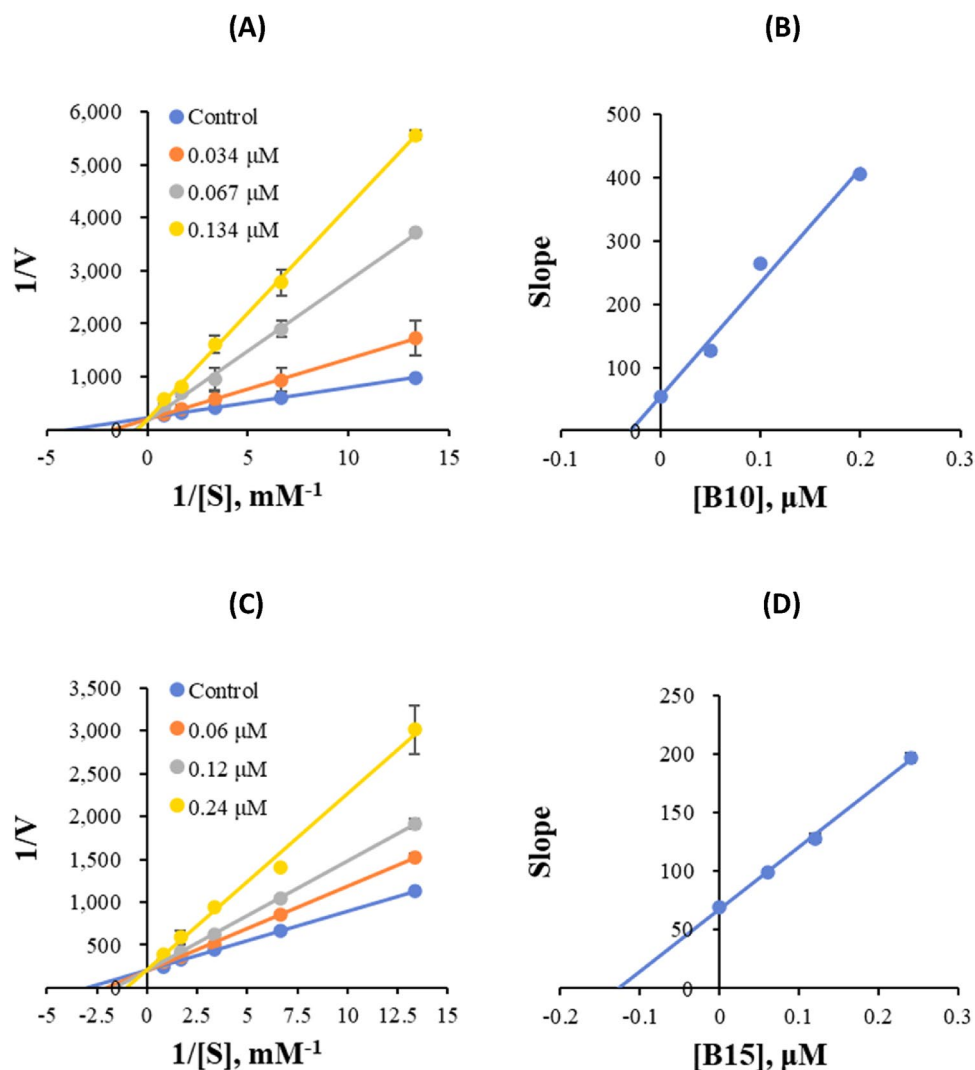 (A)
(B)
6,000
5,000
4,000
3,000
2,000
1,000
0
-5
0
5
10
15
1/V
1/[S], mM-1
Control
0.034 μM
0.067 μM
0.134 μM
500
400
300
200
100
0
-0.1
0
0.1
0.2
0.3
Slope
[B10], μM
(C)
(D)
3,500
3,000
2,500
2,000
1,500
1,000
500
0
-5
-2.5
0
2.5
5
7.5
10
12.5
15
1/V
1/[S], mM-1
Control
0.06 μM
0.12 μM
0.24 μM
250
200
150
100
50
0
-0.2
-0.1
0
0.1
0.2
0.3
Slope
[B15], μM